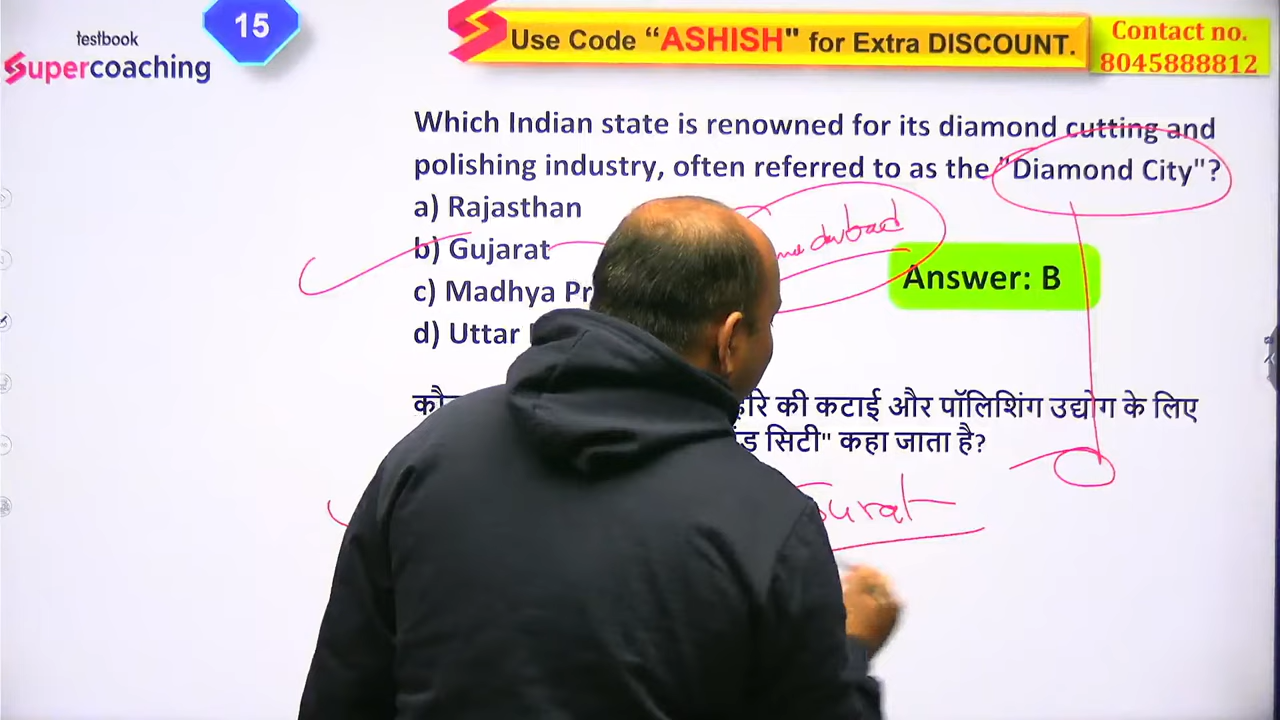 testbook
Supercoaching
15
Use Code “ASHISH" for Extra DISCOUNT.
Contact no.
8045888812
Which Indian state is renowned for its diamond cutting and
polishing industry, often referred to as the "Diamond City"?
a) Rajasthan
b) Gujarat
c) Madhya
d) Uttar
Answer: B
की कटाई और पॉलिशिंग उद्योग के लिए
सिटी" कहा जाता है?
Surat